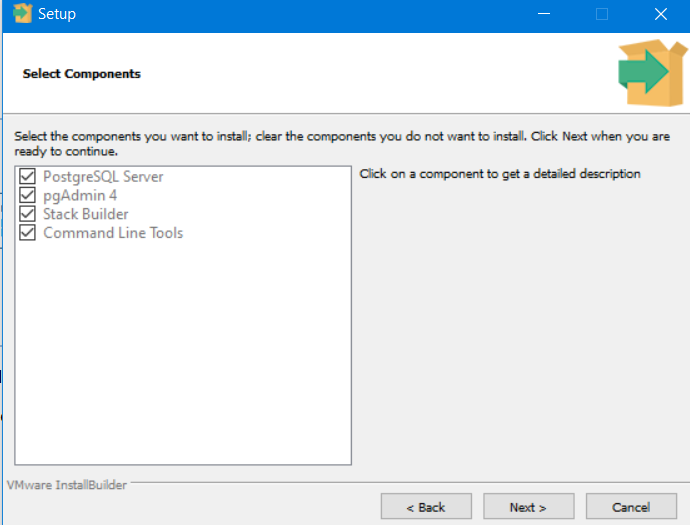 Setup
Select Components
Select the components you want to install; clear the components you do not want to install. Click Next when you are
ready to continue.
PostgreSQL Server
pgAdmin 4
Stack Builder
Command Line Tools
Click on a component to get a detailed description
VMware InstallBuilder
< Back
Next >
Cancel